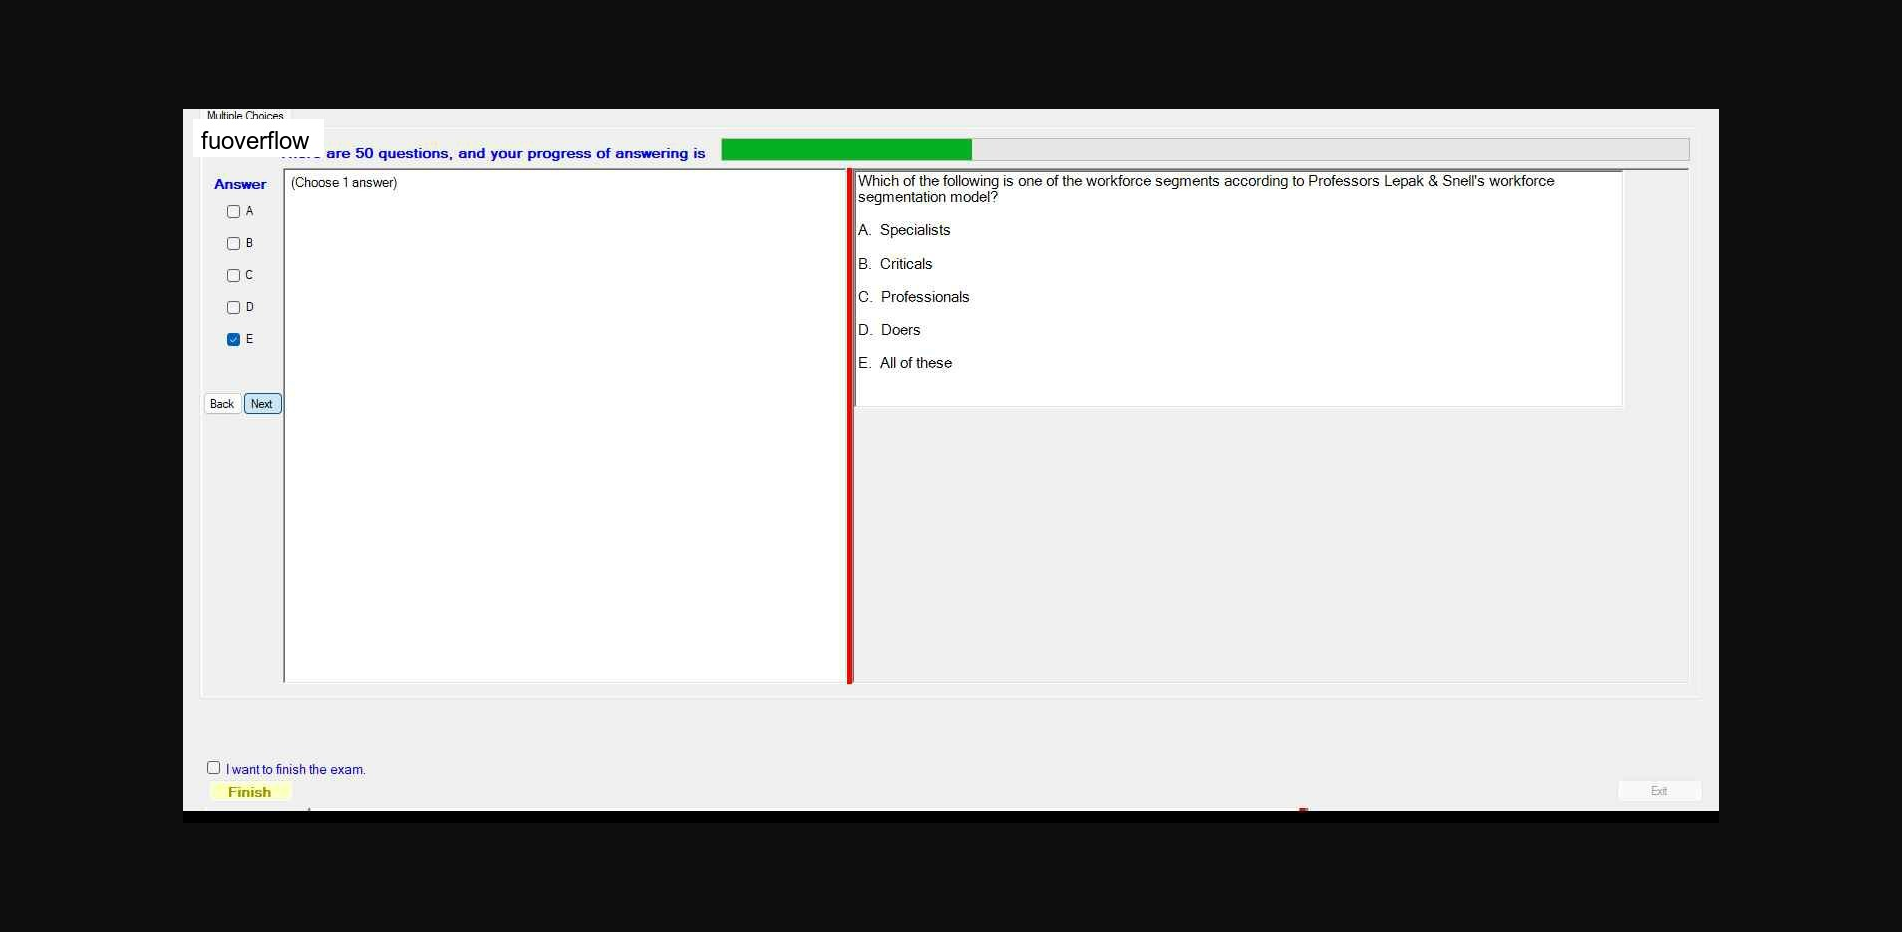 Multiple Choices
fuoverflow
are 50 questions, and your progress of answering is
Answer
(Choose 1 answer)
A
B
C
D
E
Back
Next
Which of the following is one of the workforce segments according to Professors Lepak & Snell's workforce
segmentation model?
A. Specialists
B. Criticals
C. Professionals
D. Doers
E. All of these
I want to finish the exam.
Finish
Exit